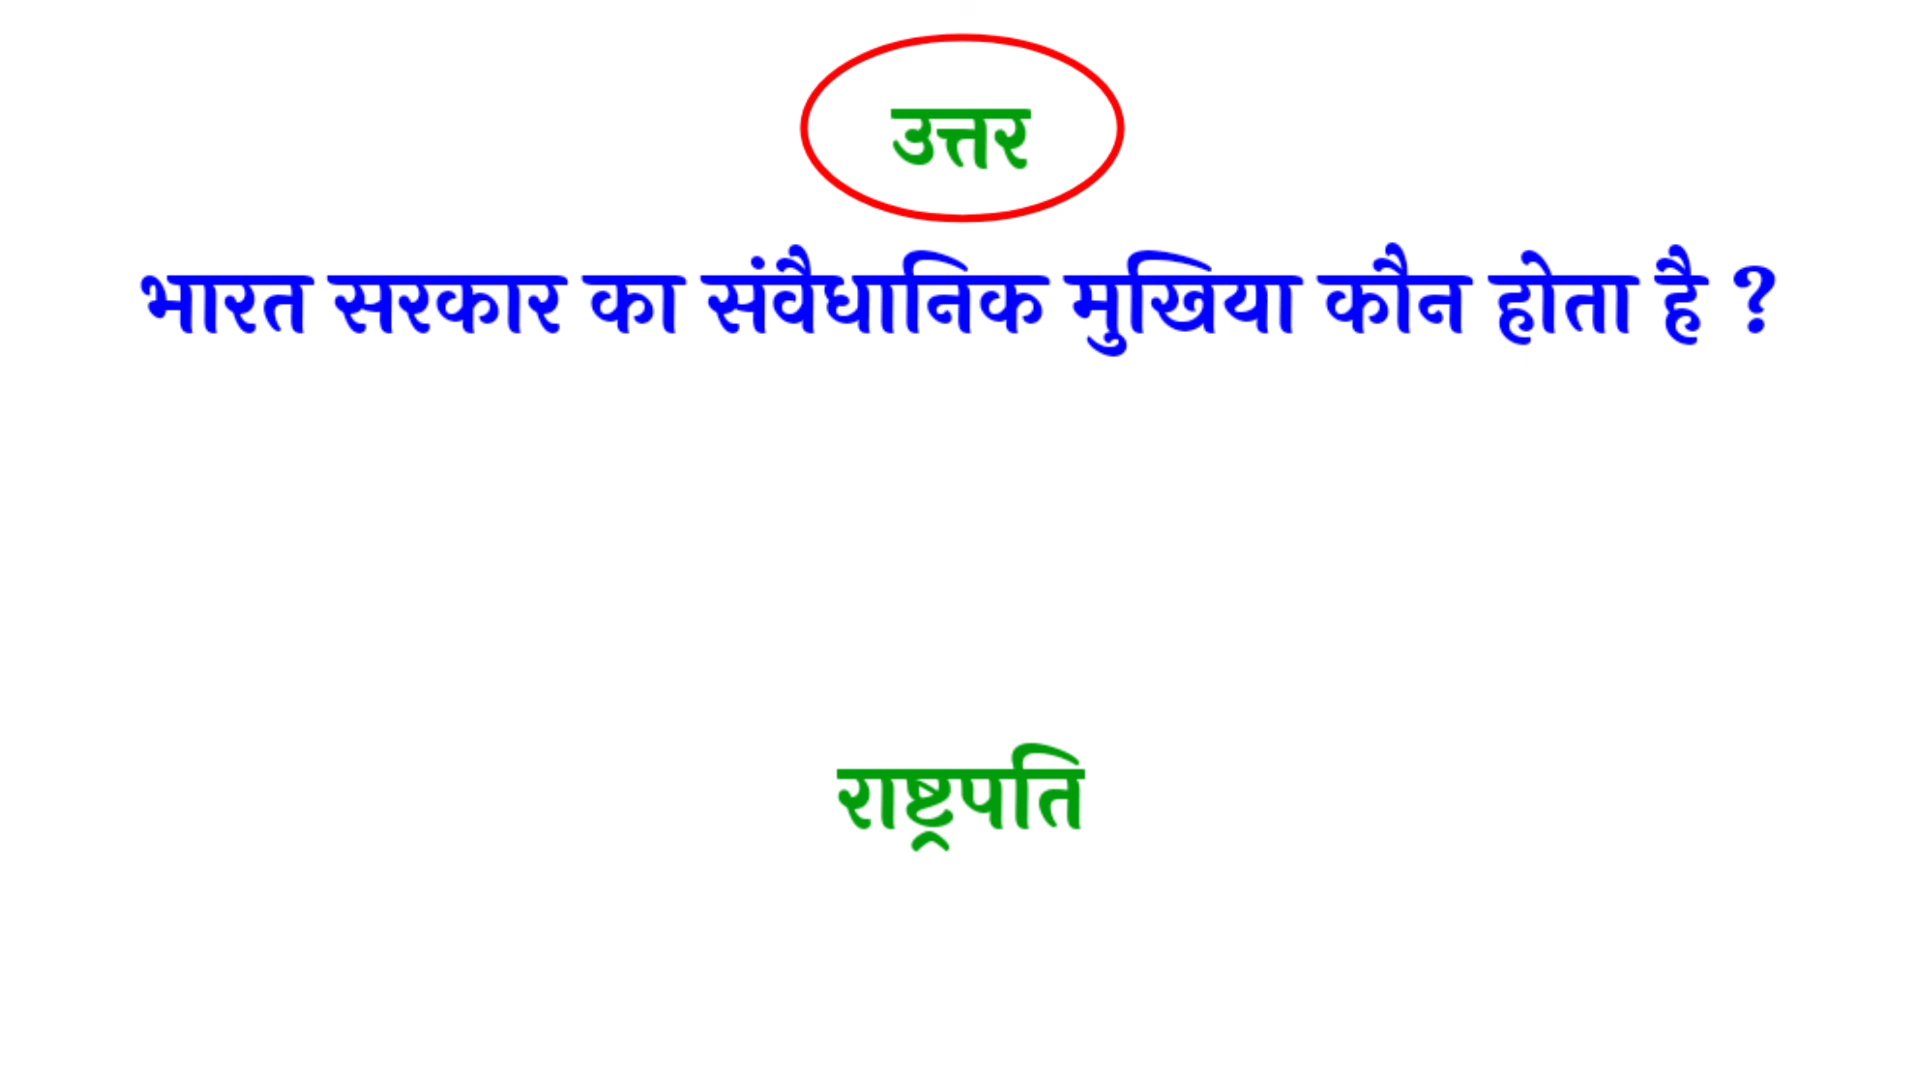 उत्तर
भारत सरकार का संवैधानिक मुखिया कौन होता है ?
राष्ट्रपति